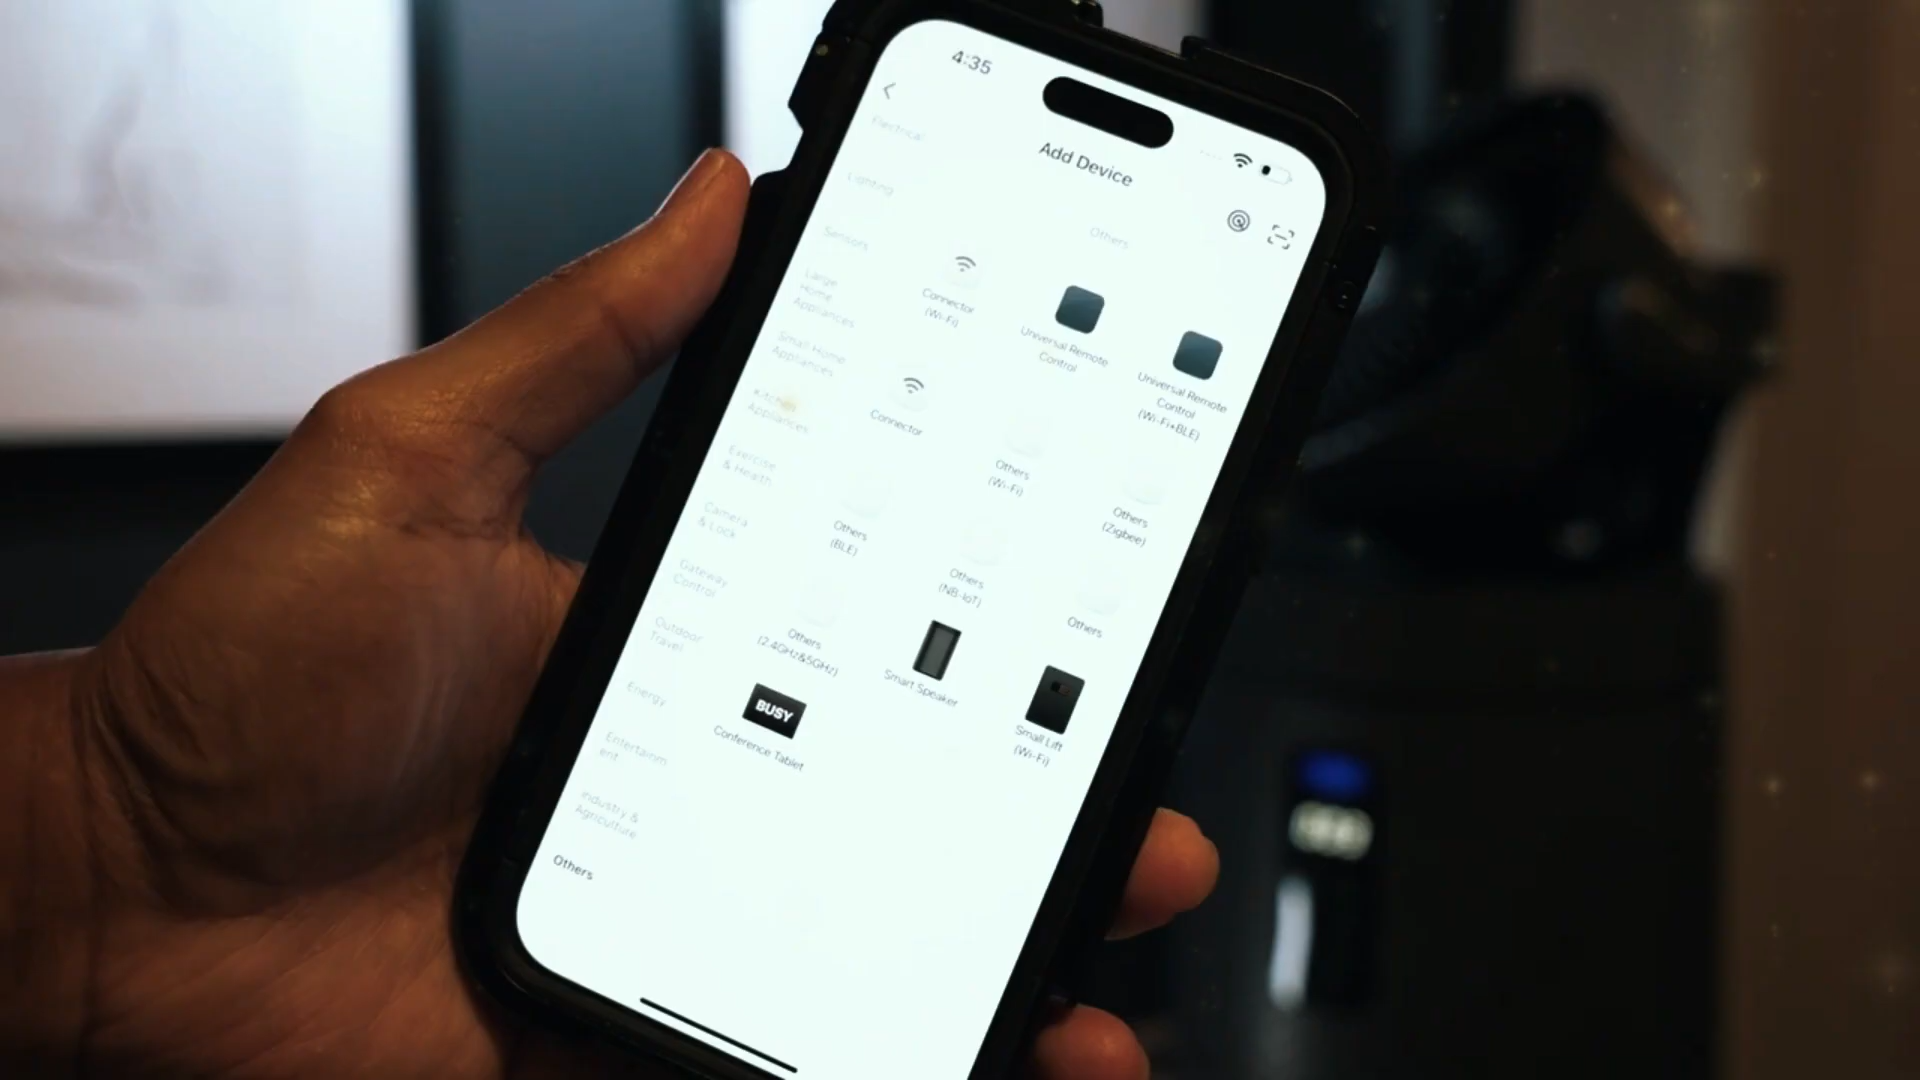 4:35
Add Device
Electrical
Lighting
Sensors
Large
Home
Appliances
Small Home
Appliances
Kitchen
Appliances
Exercise
& Health
Camera
& Lock
Gateway
Control
Outdoor
Travel
Energy
Entertainm
ent
Industry &
Agriculture
Others
Others
Connector
(Wi-Fi)
Universal Remote
Control
Universal Remote
Control
(Wi-Fi+BLE)
Connector
Others
(Wi-Fi)
Others
(Zigbee)
Others
(BLE)
Others
(NB-IoT)
Others
Others
(2.4GHz&5GHz)
Smart Speaker
Small Lift
(Wi-Fi)
BUSY
Conference Tablet